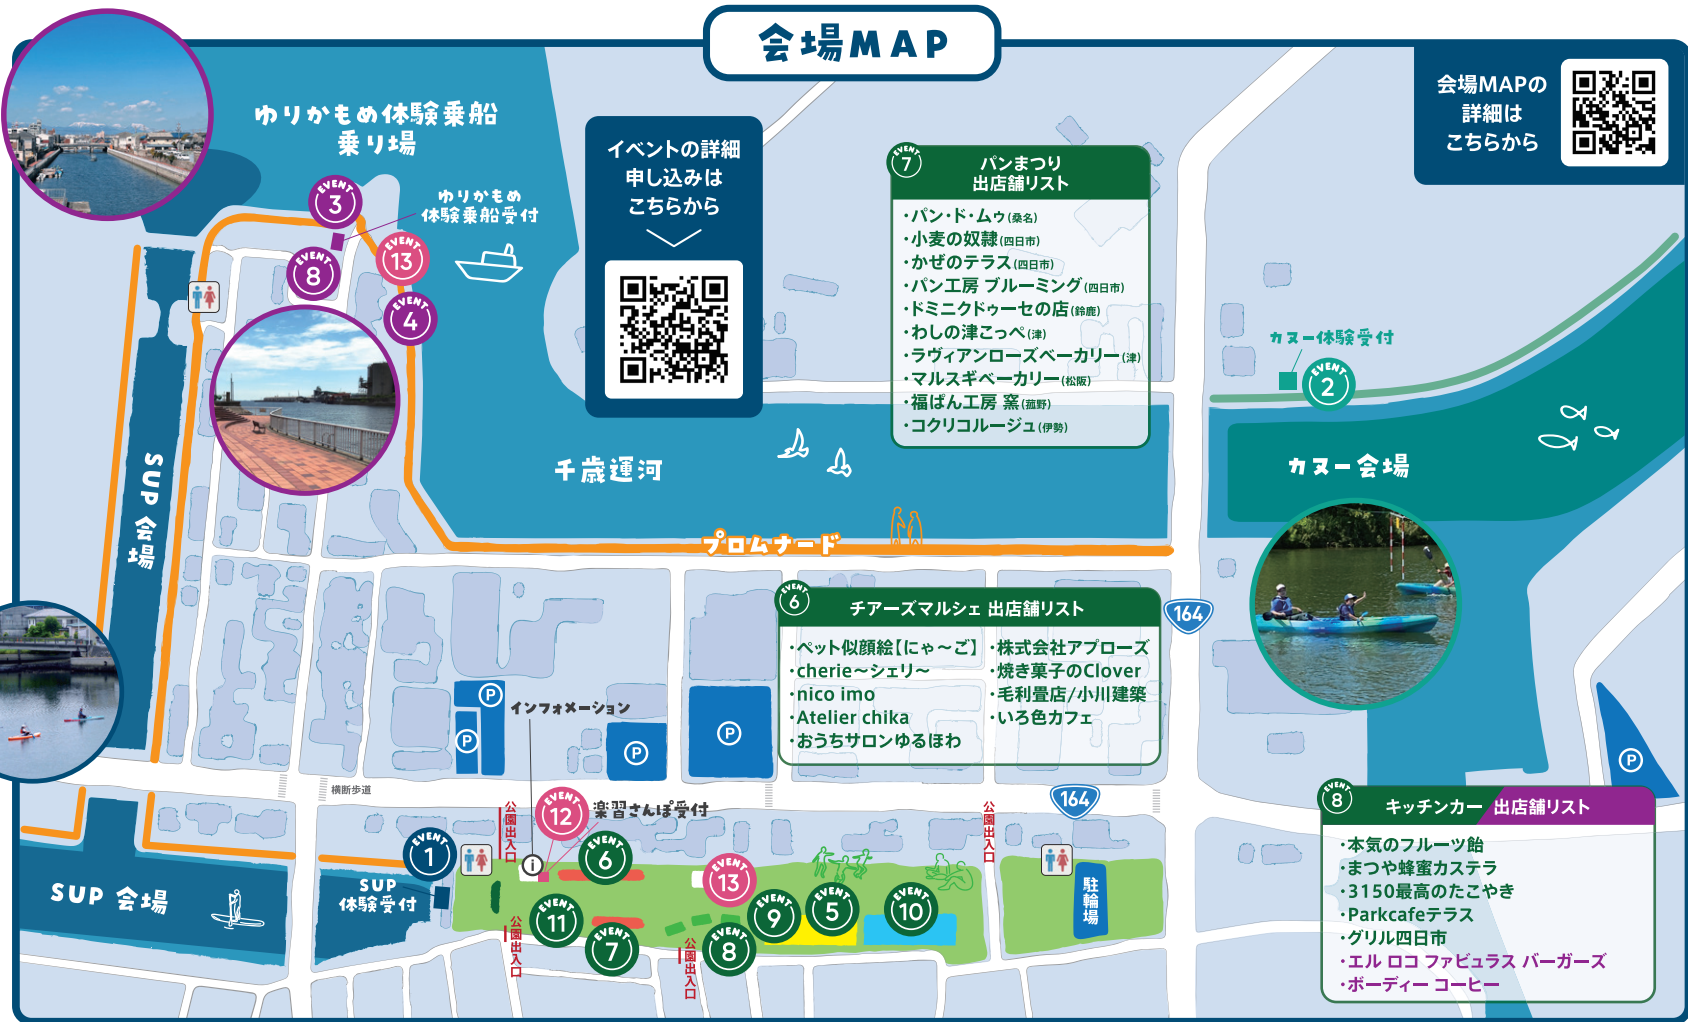 会場MAP
ゆりかもめ体験乗船
乗り場
ゆりかもめ
体験乗船受付
EVENT
3
EVENT
8
EVENT
13
EVENT
4
イベントの詳細
申し込みは
こちらから
会場MAPの
詳細は
こちらから
EVENT
7
パンまつり
出店舗リスト
・パン・ド・ムゥ(桑名)
・小麦の奴隷(四日市)
・かぜのテラス(四日市)
・パン工房 ブルーミング(四日市)
・ドミニクドゥーセの店(鈴鹿)
・わしの津こっぺ(津)
・ラヴィアンローズベーカリー(津)
・マルスギベーカリー(松阪)
・福ぱん工房 窯(菰野)
・コクリコルージュ(伊勢)
カヌー体験受付
EVENT
2
カヌー会場
千歳運河
プロムナード
SUP 会場
EVENT
6
チアーズマルシェ 出店舗リスト
・ペット似顔絵【にゃ～ご】
・cherie～シェリ～
・nico imo
・Atelier chika
・おうちサロンゆるほわ
・株式会社アプローズ
・焼き菓子のClover
・毛利畳店/小川建築
・いろ色カフェ
164
P
P
P
P
P
インフォメーション
横断歩道
164
公園出入口
EVENT
12
楽習さんぽ受付
公園出入口
EVENT
1
SUP
体験受付
SUP 会場
i
EVENT
6
EVENT
13
EVENT
11
EVENT
7
EVENT
8
EVENT
9
EVENT
5
EVENT
10
駐輪場
公園出入口
公園出入口
EVENT
8
キッチンカー 出店舗リスト
・本気のフルーツ飴
・まつや蜂蜜カステラ
・3150最高のたこやき
・Parkcafeテラス
・グリル四日市
・エル ロコ ファビュラス バーガーズ
・ボーディー コーヒー